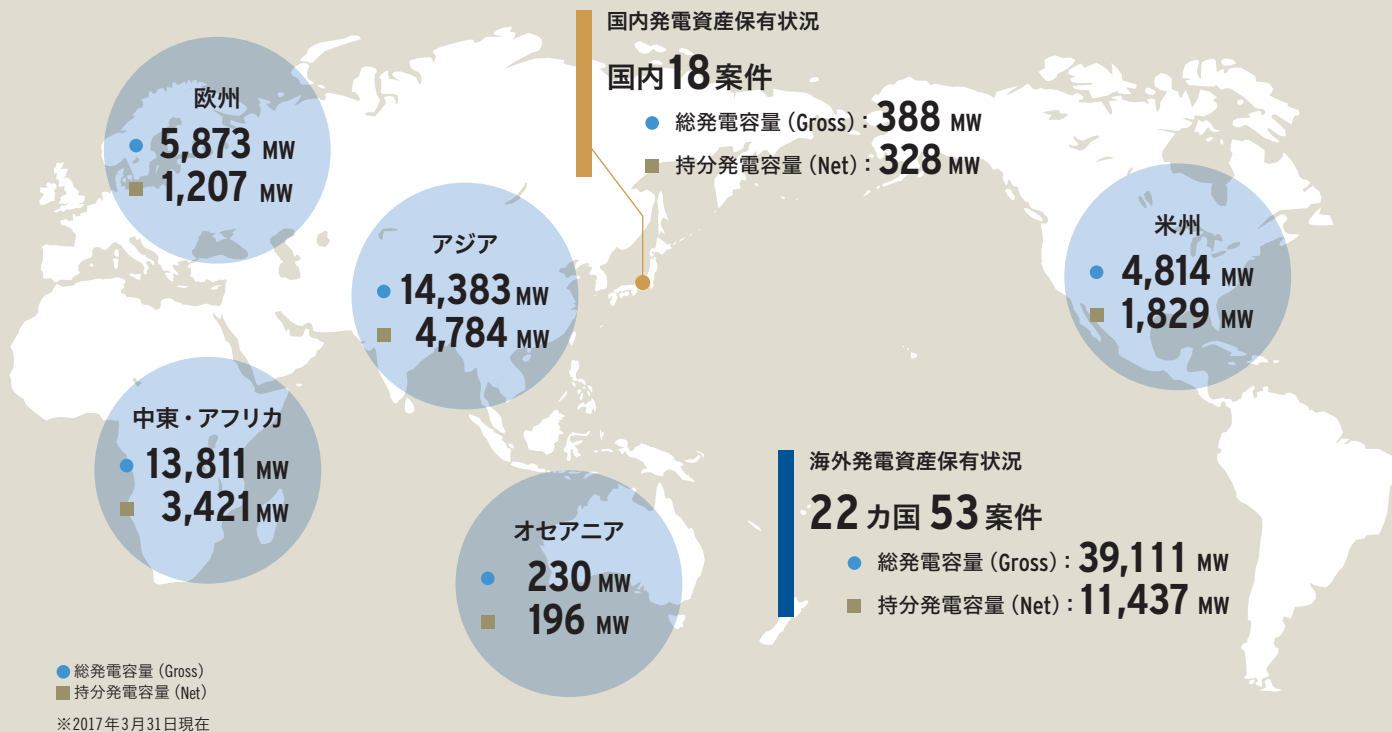 国内発電資産保有状況
国内18案件
総発電容量(Gross):388 MW
持分発電容量(Net):328 MW
欧州
5,873 MW
1,207 MW
アジア
14,383 MW
4,784 MW
米州
4,814 MW
1,829 MW
中東・アフリカ
13,811 MW
3,421 MW
オセアニア
230 MW
196 MW
海外発電資産保有状況
22カ国53案件
総発電容量(Gross):39,111 MW
持分発電容量(Net):11,437 MW
総発電容量(Gross)
持分発電容量(Net)
※2017年3月31日現在